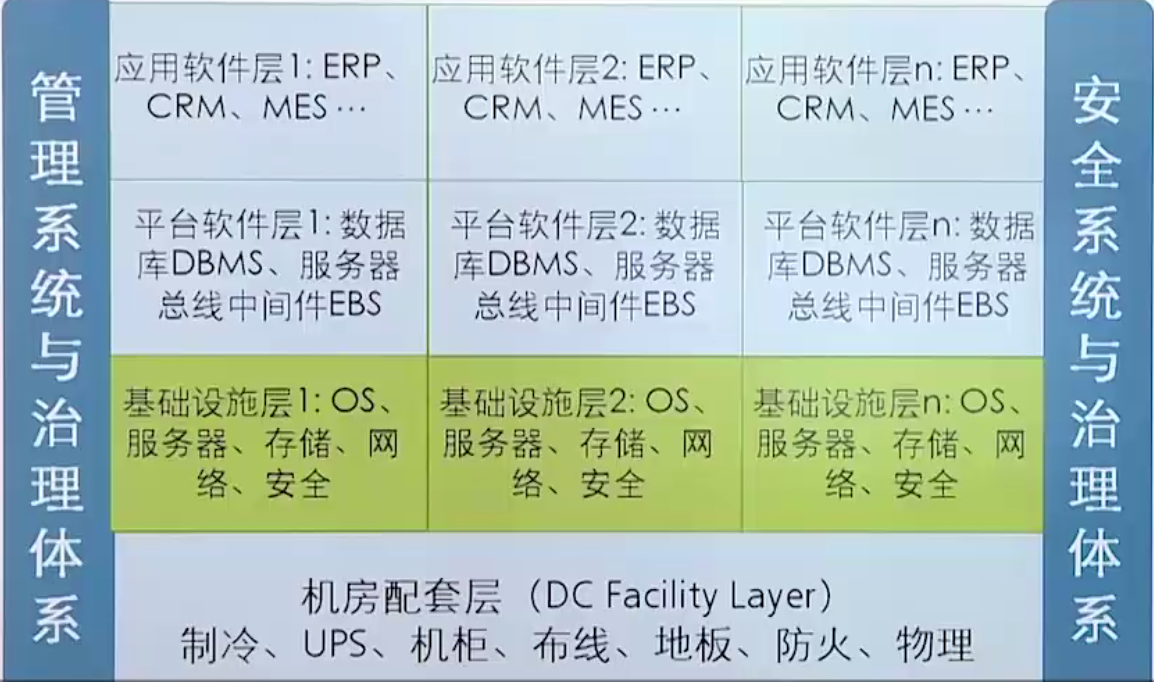 管理系统与治理体系
应用软件层1: ERP、
CRM、MES…
应用软件层2: ERP、
CRM、MES…
应用软件层n: ERP、
CRM、MES…
平台软件层1: 数据
库DBMS、服务器
总线中间件EBS
平台软件层2: 数据
库DBMS、服务器
总线中间件EBS
平台软件层n: 数据
库DBMS、服务器
总线中间件EBS
基础设施层1: OS、
服务器、存储、网
络、安全
基础设施层2: OS、
服务器、存储、网
络、安全
基础设施层n: OS、
服务器、存储、网
络、安全
机房配套层（DC Facility Layer）
制冷、UPS、机柜、布线、地板、防火、物理
安全系统与治理体系